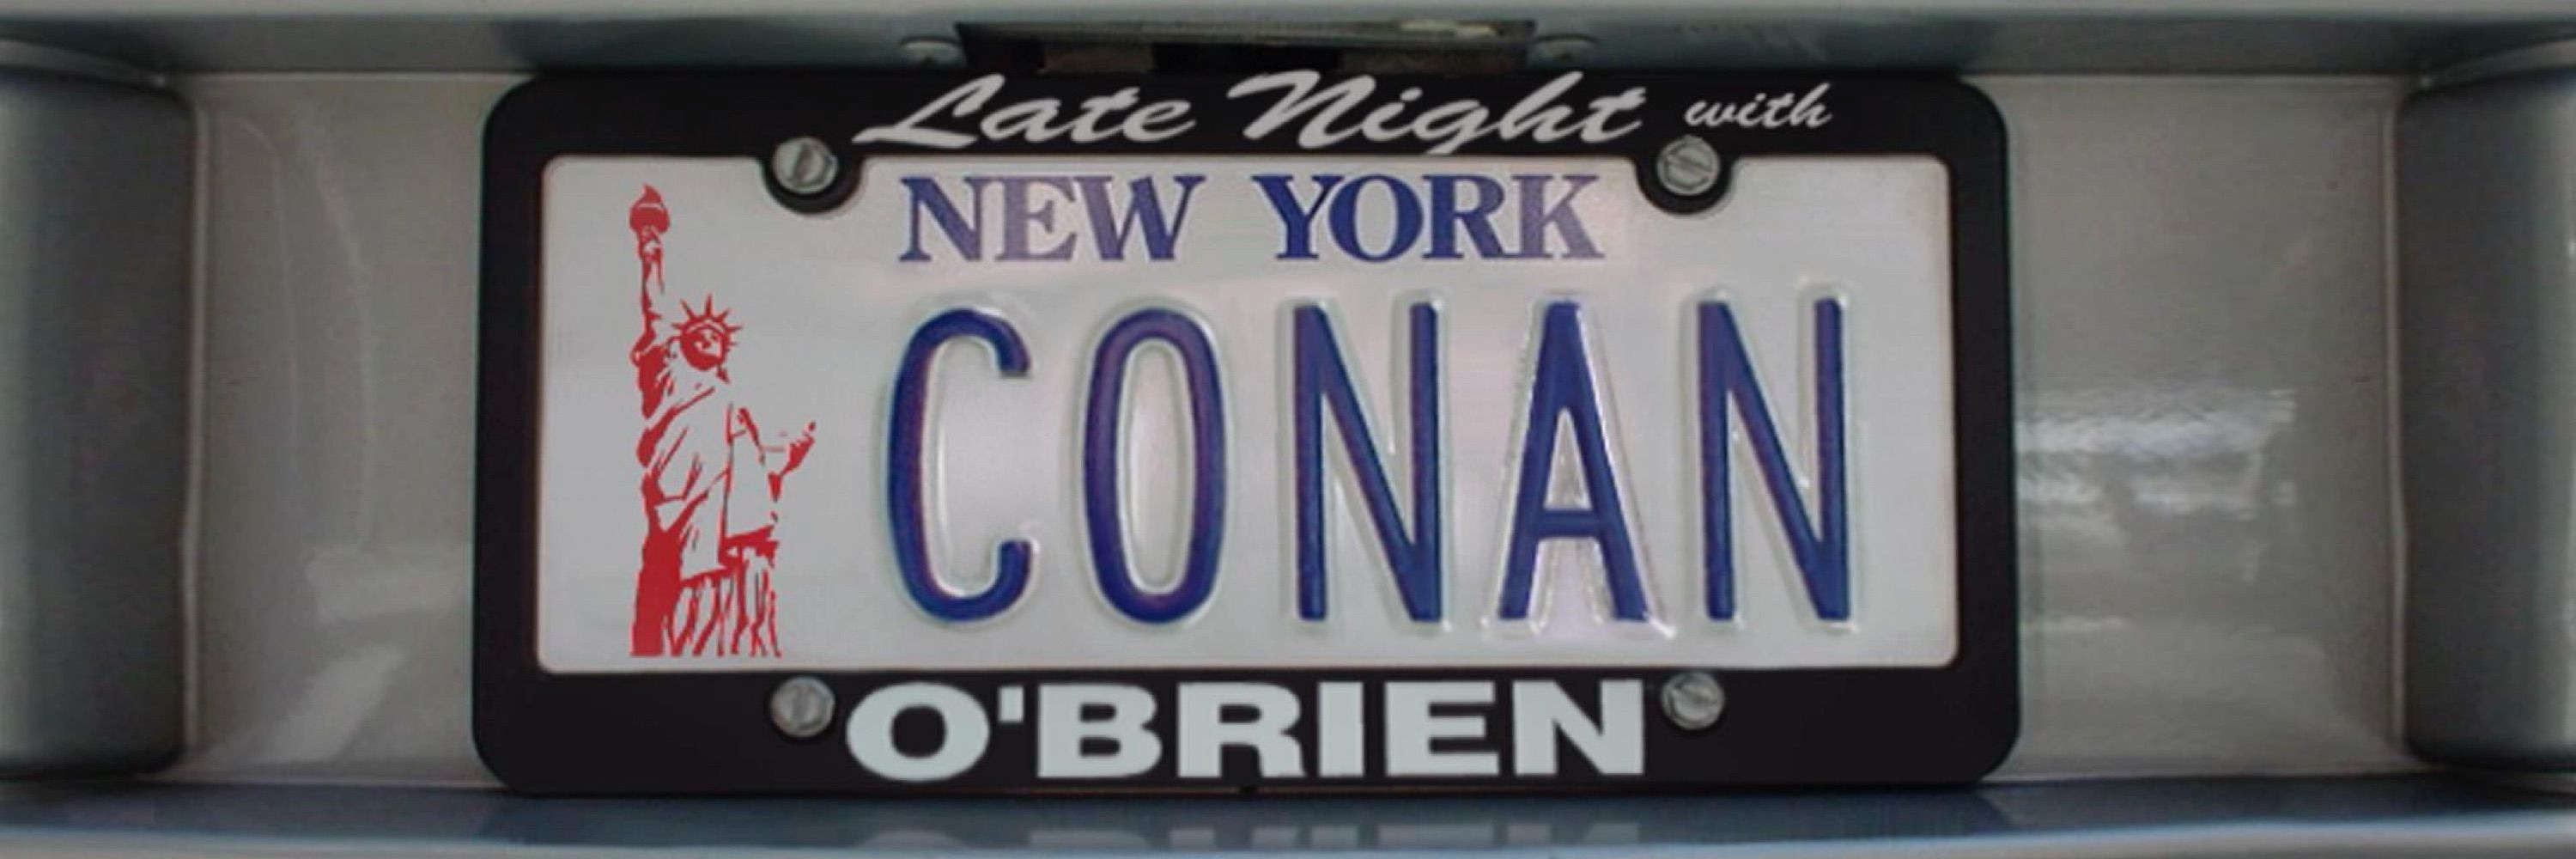 Late Night with
NEW YORK
CONAN
O'BRIEN